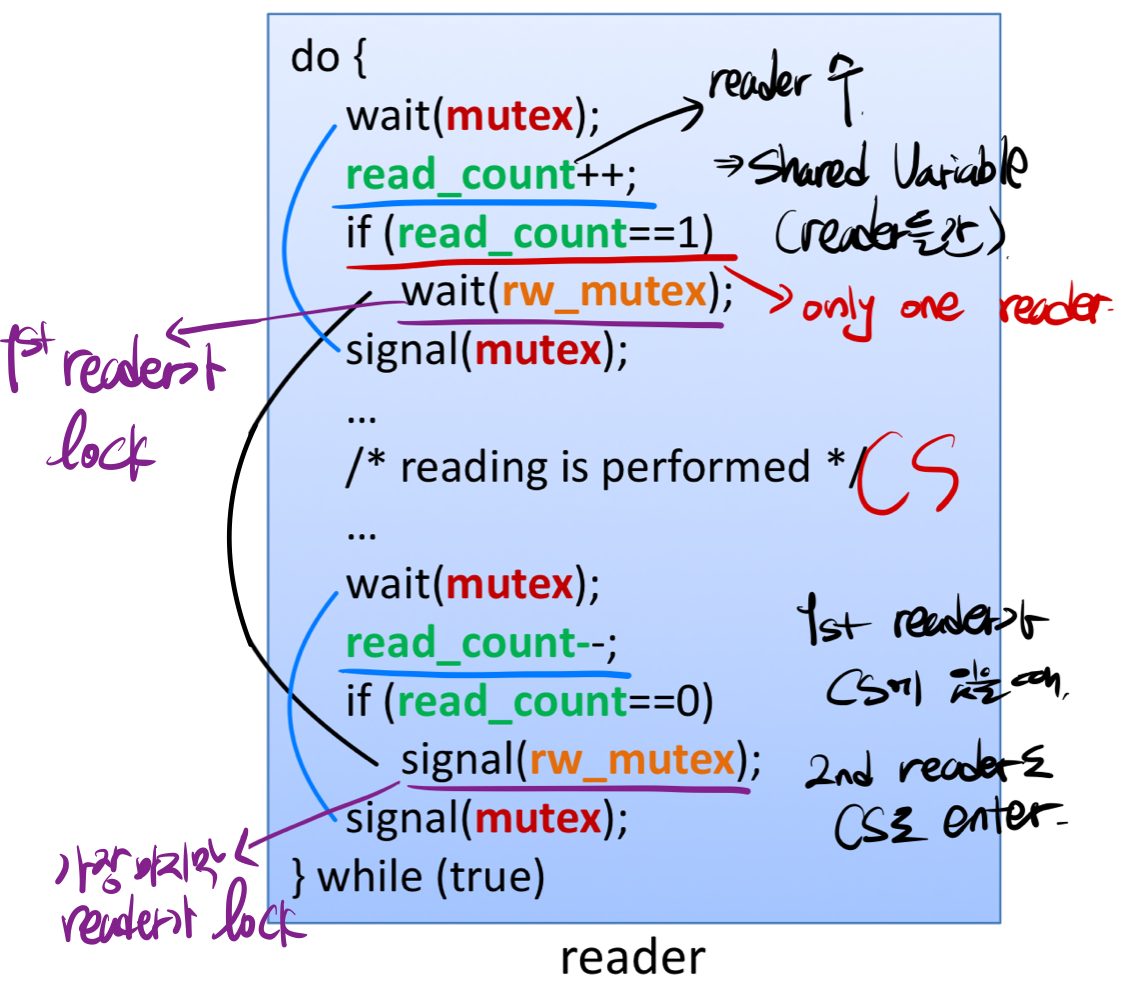 do {
wait(mutex);
read_count++;
if (read_count==1)
wait(rw_mutex);
signal(mutex);
...
/* reading is performed */
...
wait(mutex);
read_count--;
if (read_count==0)
signal(rw_mutex);
signal(mutex);
} while (true)
reader
reader 수
⇒ Shared Variable
(reader들간)
only one reader.
1st reader가
lock
CS
1st reader가
CS에 있을 때,
2nd reader도
CS로 enter.
가장 마지막
reader가 lock